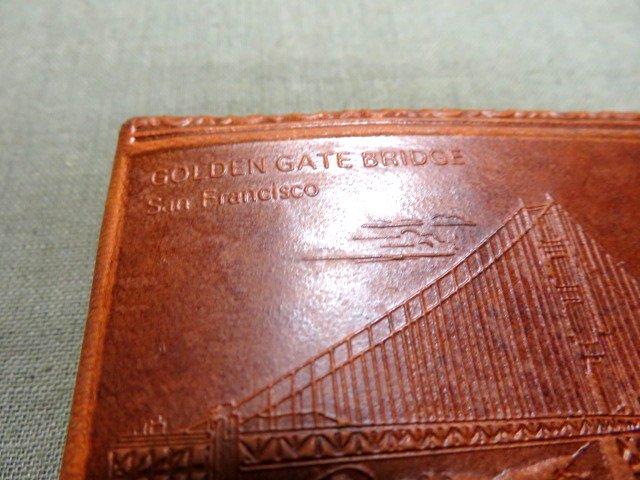 GOLDEN GATE BRIDGE
San Francisco